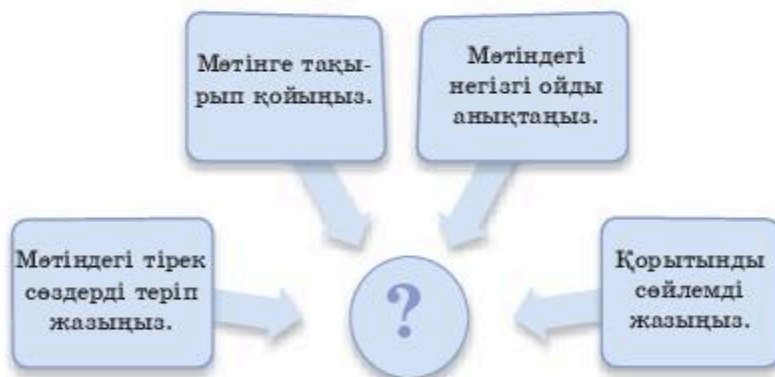 Мәтінге тақы-
рып қойыңыз.
Мәтіндегі
негізгі ойды
анықтаңыз.
Мәтіндегі тірек
сөздерді теріп
жазыңыз.
?
Қорытынды
сөйлемді
жазыңыз.